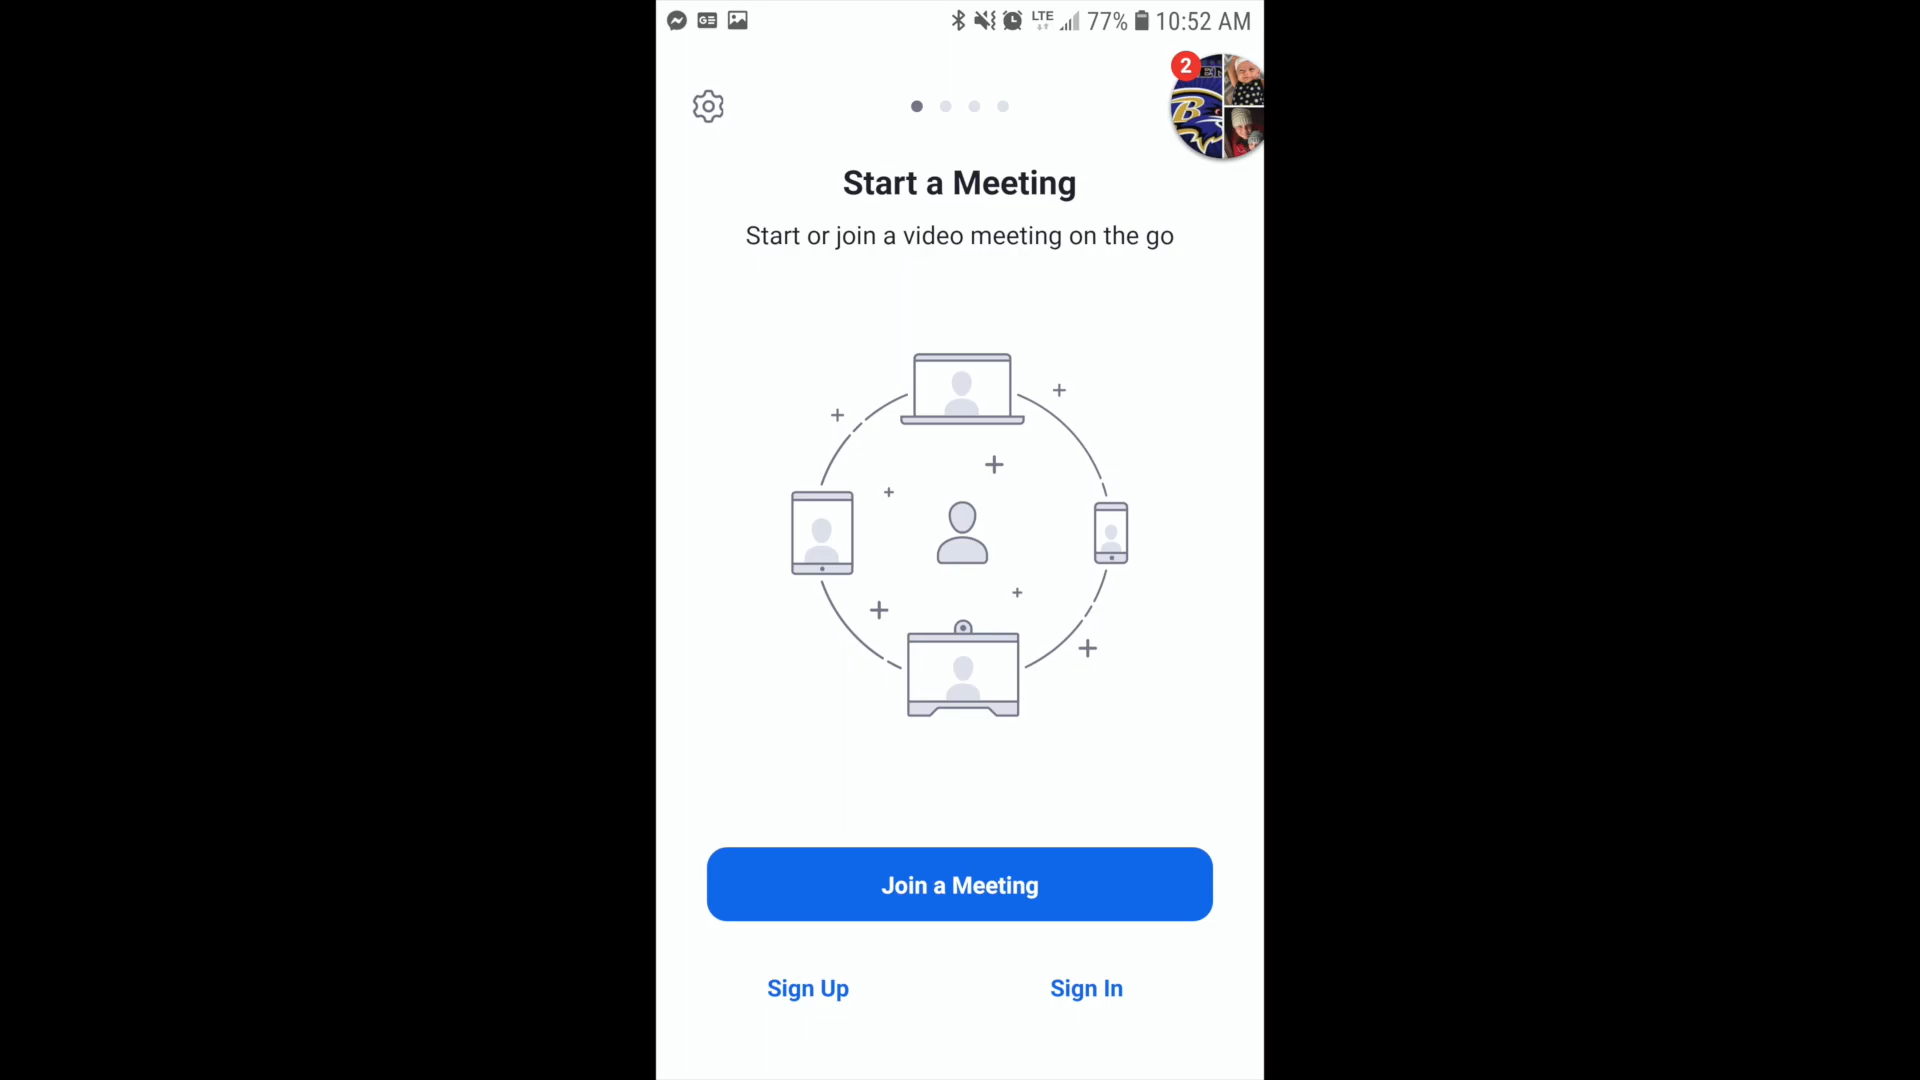 LTE 77% 10:52 AM
2
Start a Meeting
Start or join a video meeting on the go
Join a Meeting
Sign Up Sign In